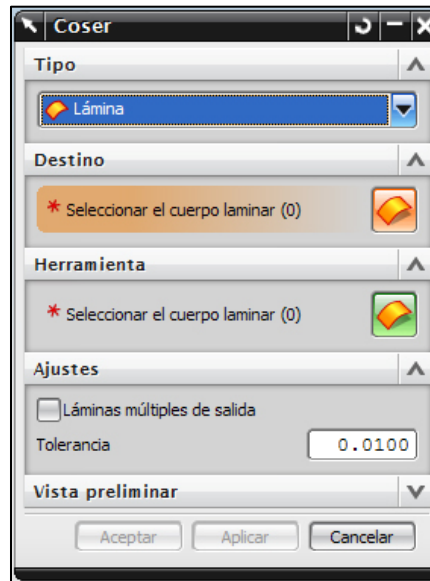 Coser
Tipo
Lámina
Destino
* Seleccionar el cuerpo laminar (0)
Herramienta
* Seleccionar el cuerpo laminar (0)
Ajustes
Láminas múltiples de salida
Tolerancia 0.0100
Vista preliminar
Aceptar Aplicar Cancelar